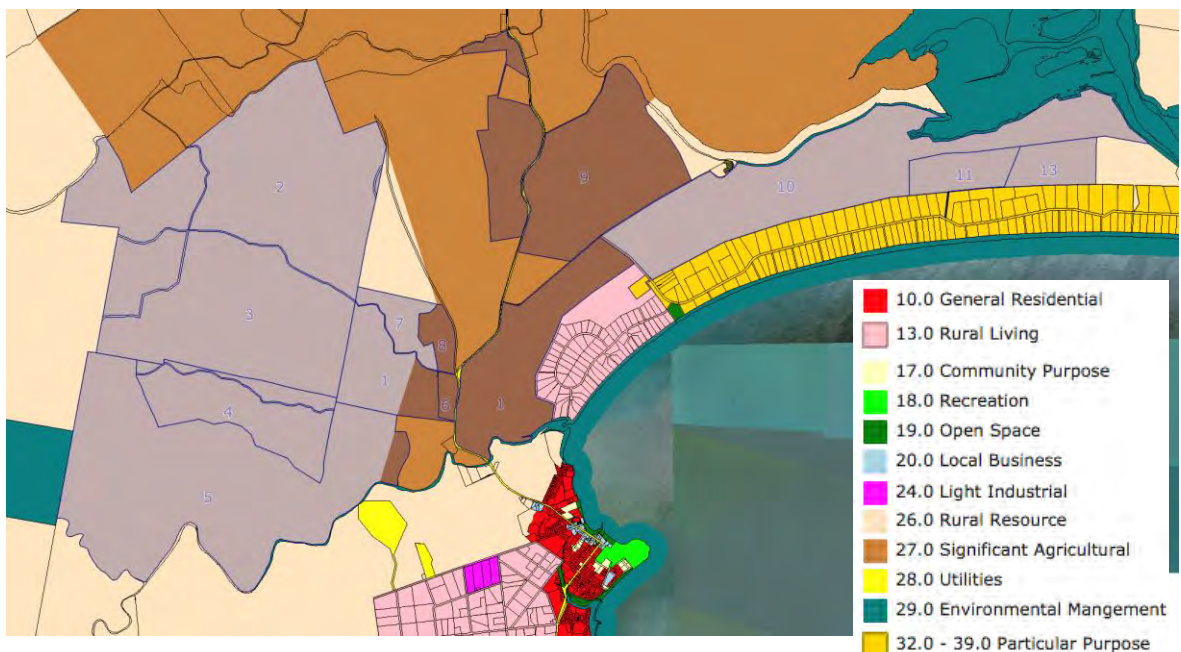 2
9
10
11
13
3
7
8
1
6
1
4
5
10.0 General Residential
13.0 Rural Living
17.0 Community Purpose
18.0 Recreation
19.0 Open Space
20.0 Local Business
24.0 Light Industrial
26.0 Rural Resource
27.0 Significant Agricultural
28.0 Utilities
29.0 Environmental Mangement
32.0 - 39.0 Particular Purpose